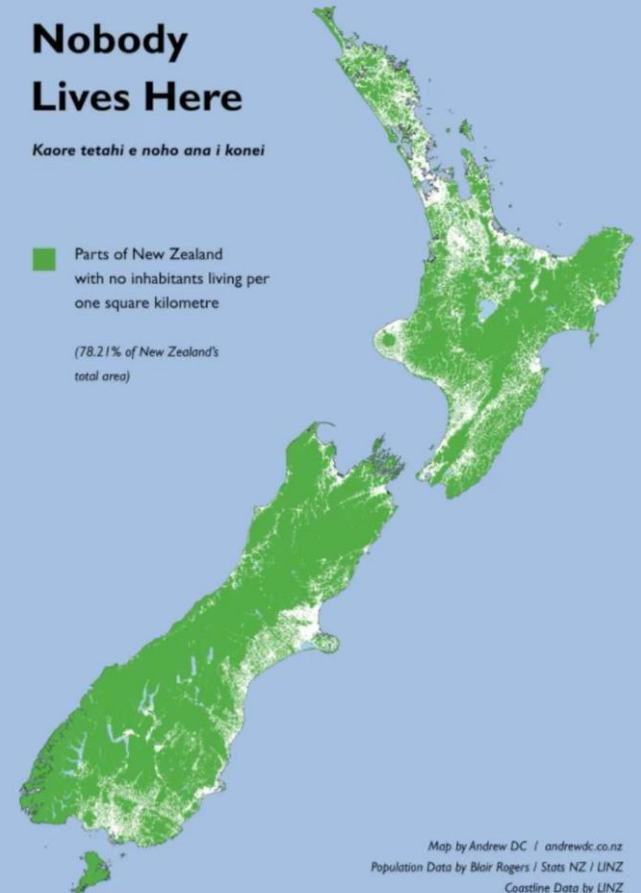 Nobody
Lives Here
Kaore tetahi e noho ana i konei
Parts of New Zealand
with no inhabitants living per
one square kilometre
(78.21% of New Zealand's
total area)
Map by Andrew DC / andrewdc.co.nz
Population Data by Blair Rogers / Stats NZ / LINZ
Coastline Data by LINZ